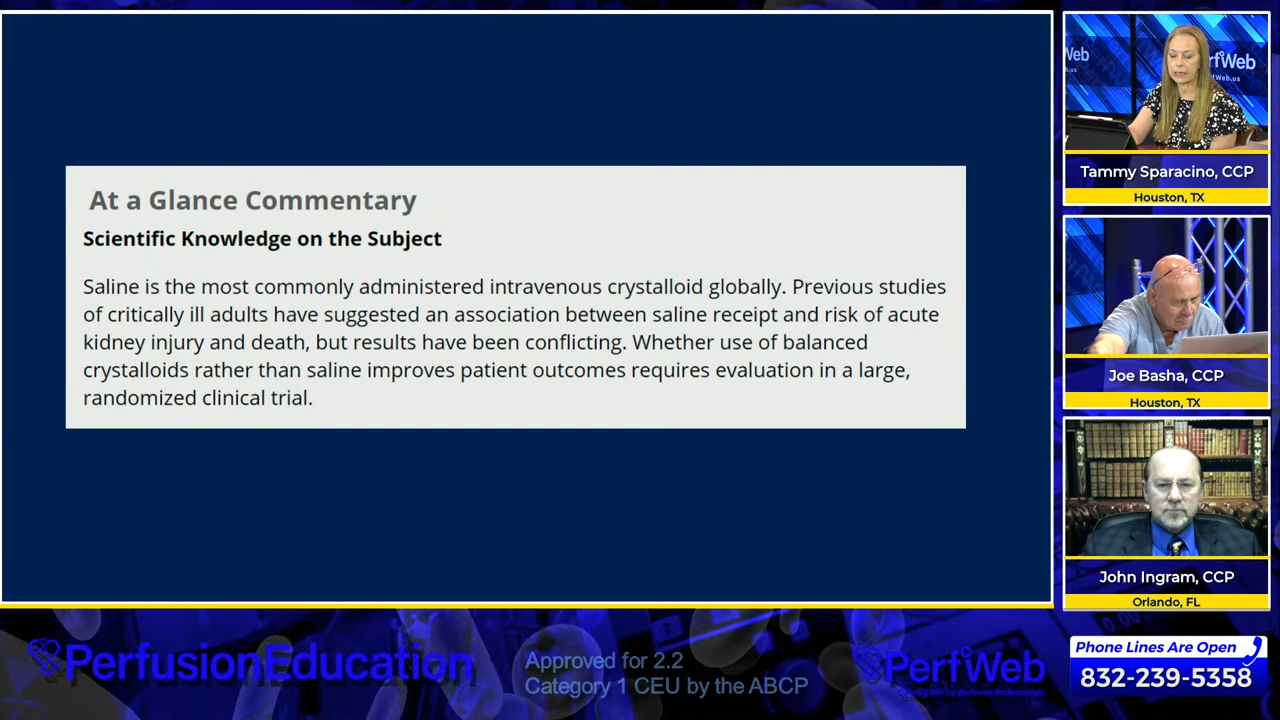 At a Glance Commentary
Scientific Knowledge on the Subject
Saline is the most commonly administered intravenous crystalloid globally. Previous studies
of critically ill adults have suggested an association between saline receipt and risk of acute
kidney injury and death, but results have been conflicting. Whether use of balanced
crystalloids rather than saline improves patient outcomes requires evaluation in a large,
randomized clinical trial.
Tammy Sparacino, CCP
Houston, TX
Joe Basha, CCP
Houston, TX
John Ingram, CCP
Orlando, FL
PerfusionEducation
Approved for 2.2
Category 1 CEU by the ABCP
PerfWeb
Phone Lines Are Open
832-239-5358